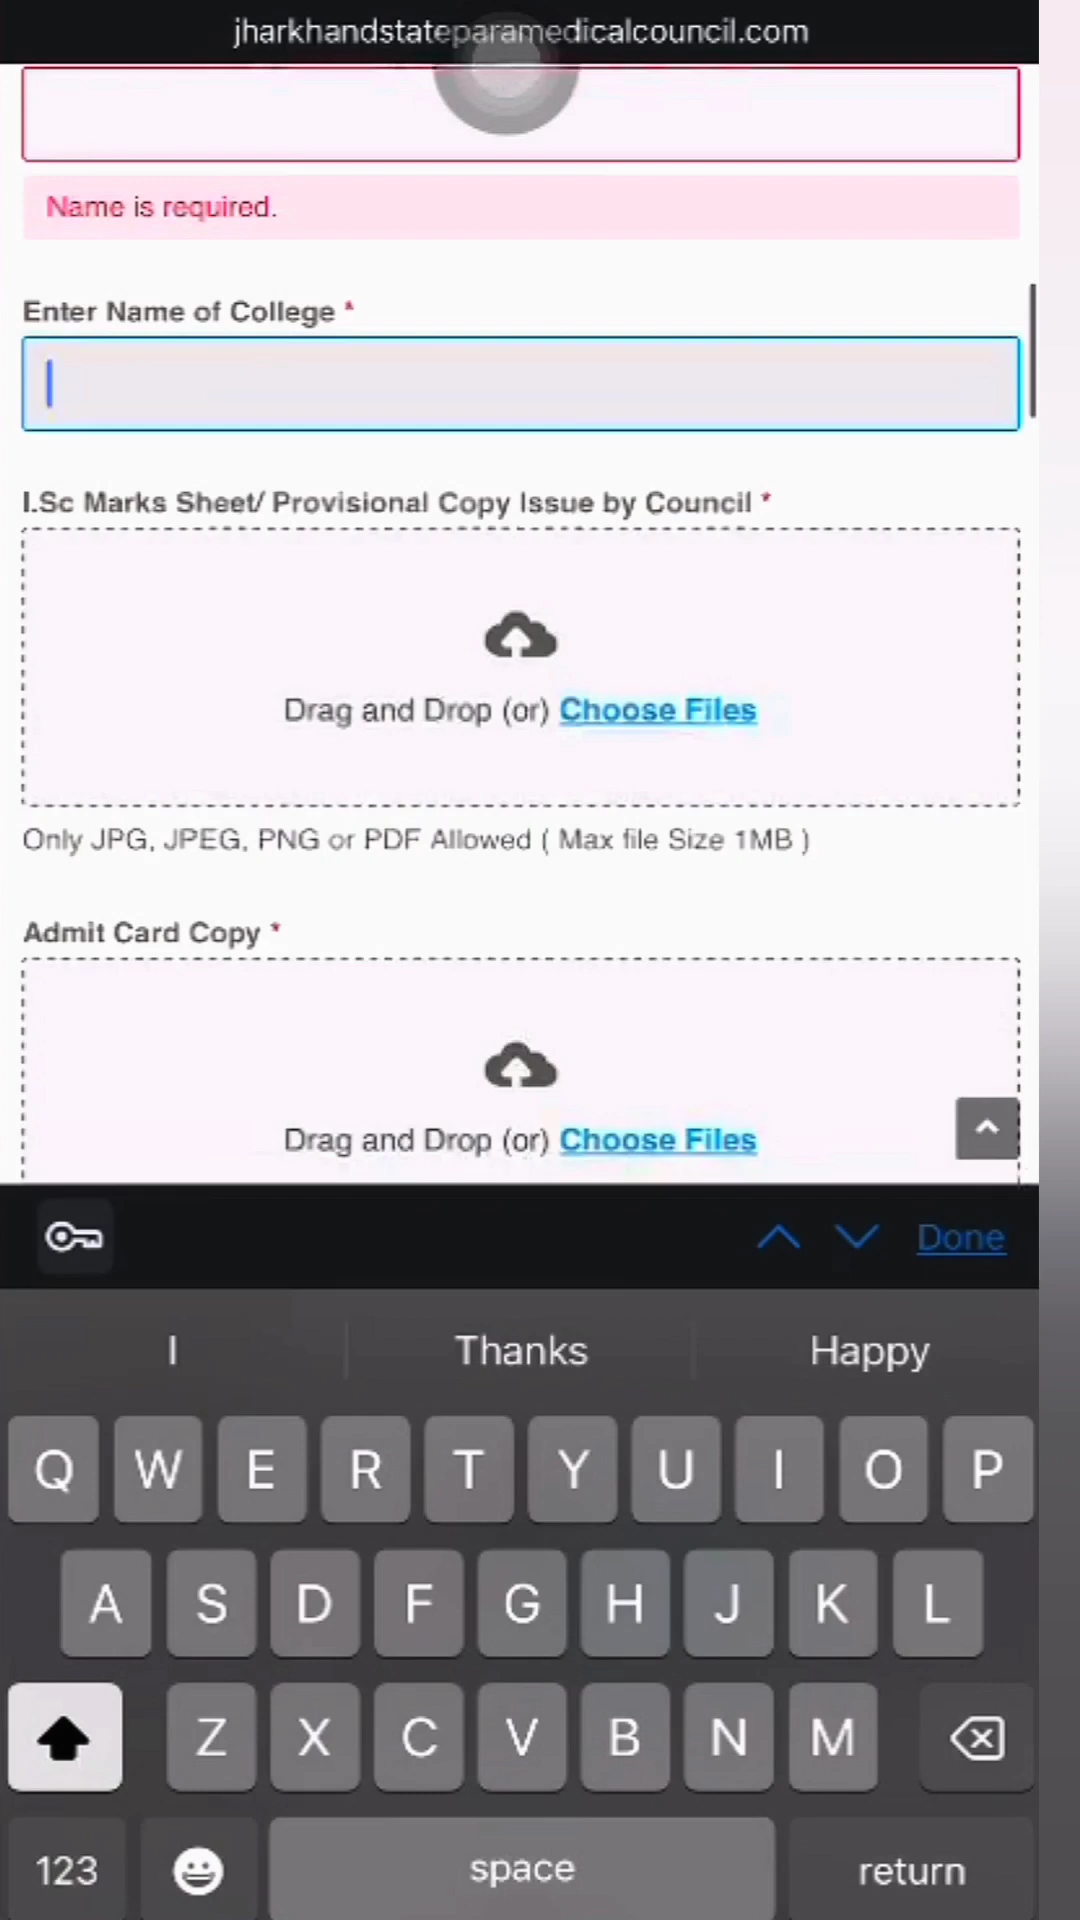 jharkhandstateparamedicalcouncil.com
Name is required.
Enter Name of College *
I.Sc Marks Sheet/ Provisional Copy Issue by Council *
Drag and Drop (or) Choose Files
Only JPG, JPEG, PNG or PDF Allowed ( Max file Size 1MB )
Admit Card Copy *
Drag and Drop (or) Choose Files
Done
I Thanks Happy
Q W E R T Y U I O P
A S D F G H J K L
Z X C V B N M
123 space return